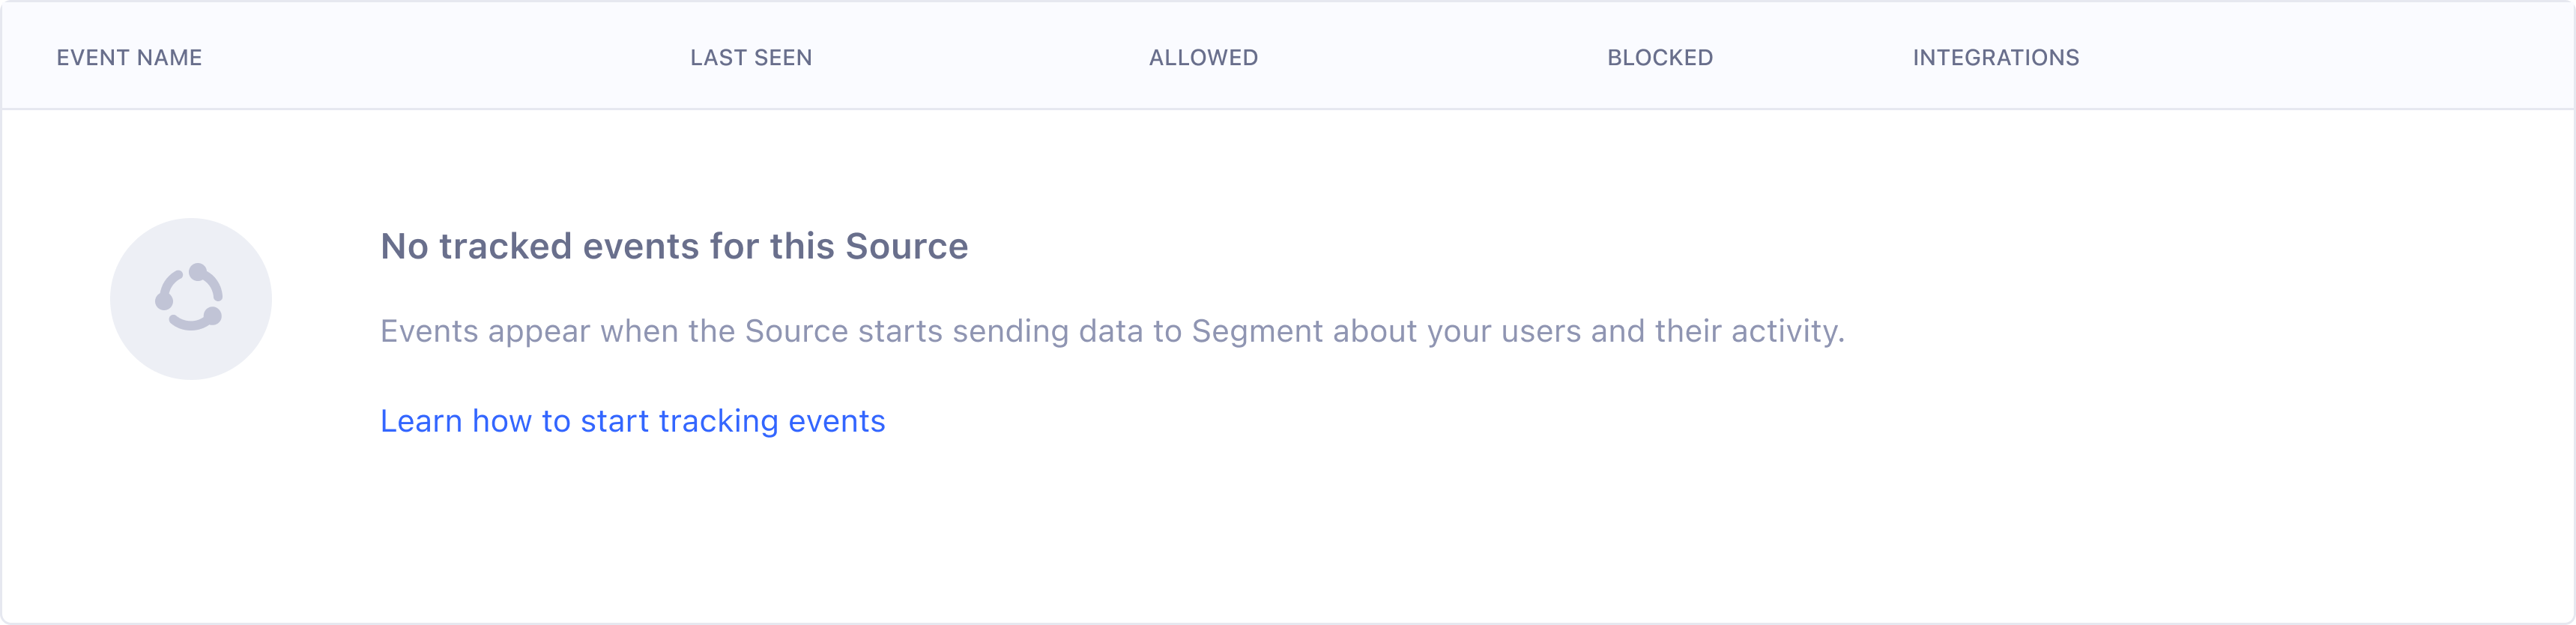 EVENT NAME LAST SEEN ALLOWED BLOCKED INTEGRATIONS
No tracked events for this Source
Events appear when the Source starts sending data to Segment about your users and their activity.
Learn how to start tracking events